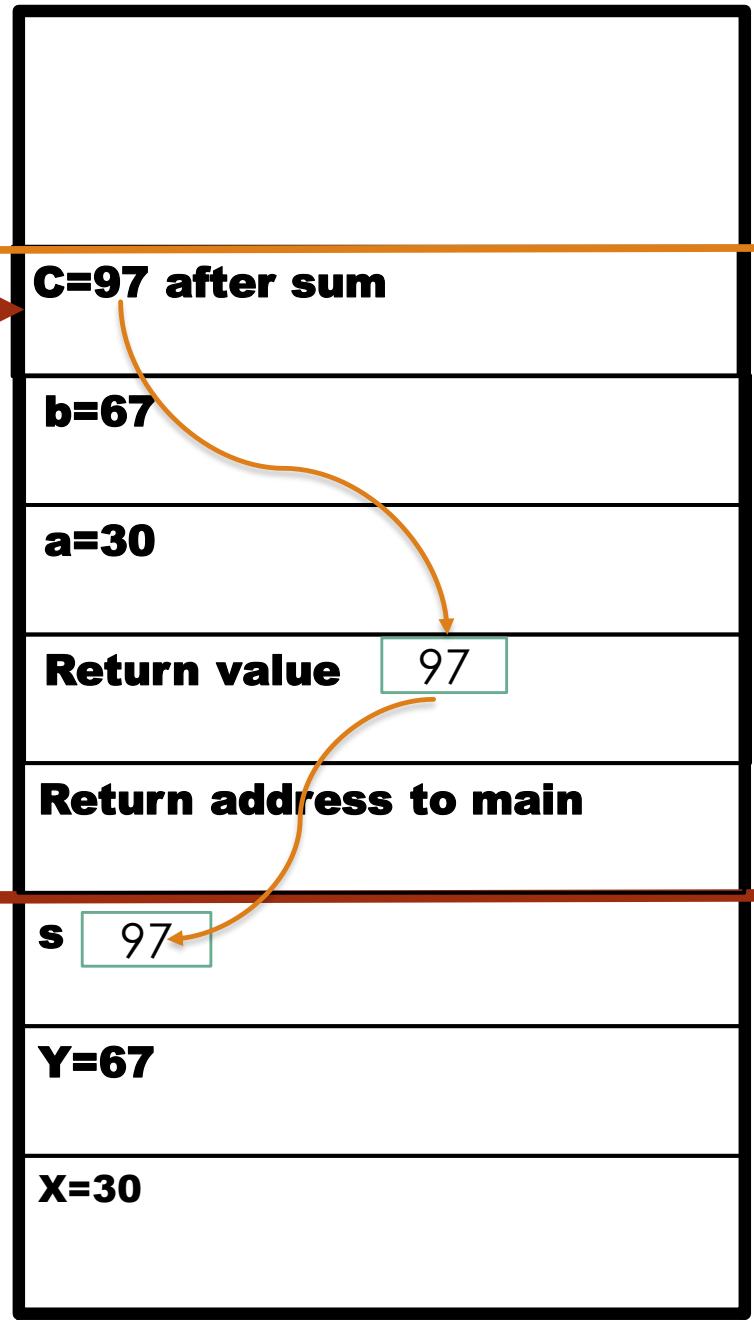 C=97 after sum
b=67
a=30
Return value 97
Return address to main
s 97
Y=67
X=30